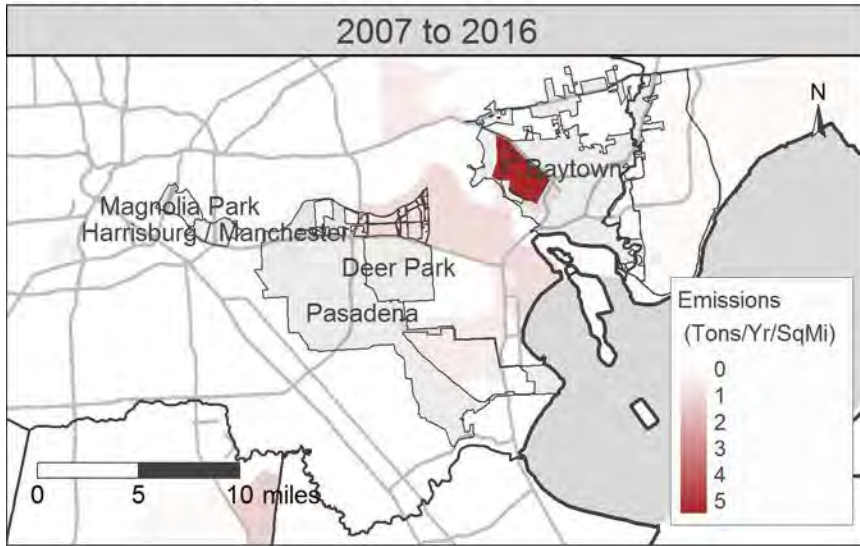 2007 to 2016
N
Baytown
Magnolia Park
Harrisburg / Manchester
Deer Park
Pasadena
Emissions
(Tons/Yr/SqMi)
0
1
2
3
4
5
0 5 10 miles